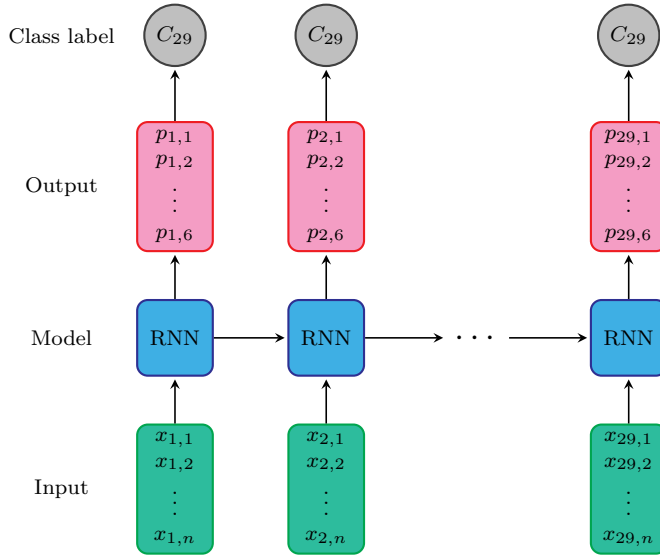 Class label C₂₉ C₂₉ C₂₉
p₁,₁ p₂,₁ p₂₉,₁
p₁,₂ p₂,₂ p₂₉,₂
Output ⋮ ⋮ ⋮
p₁,₆ p₂,₆ p₂₉,₆
Model RNN RNN · · · RNN
x₁,₁ x₂,₁ x₂₉,₁
x₁,₂ x₂,₂ x₂₉,₂
Input ⋮ ⋮ ⋮
x₁,ₙ x₂,ₙ x₂₉,ₙ